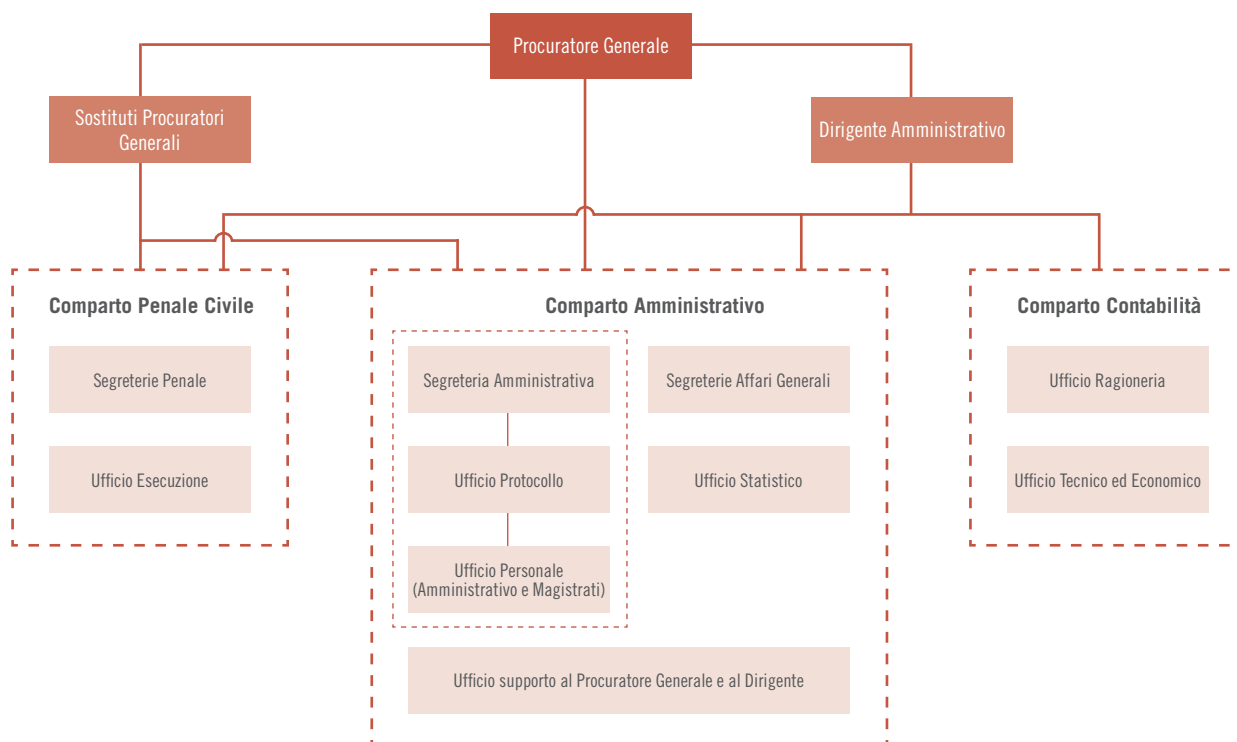 Procuratore Generale
Sostituti Procuratori
Generali
Dirigente Amministrativo
Comparto Penale Civile
Segreterie Penale
Ufficio Esecuzione
Comparto Amministrativo
Segreteria Amministrativa
Ufficio Protocollo
Ufficio Personale
(Amministrativo e Magistrati)
Segreterie Affari Generali
Ufficio Statistico
Ufficio supporto al Procuratore Generale e al Dirigente
Comparto Contabilità
Ufficio Ragioneria
Ufficio Tecnico ed Economico